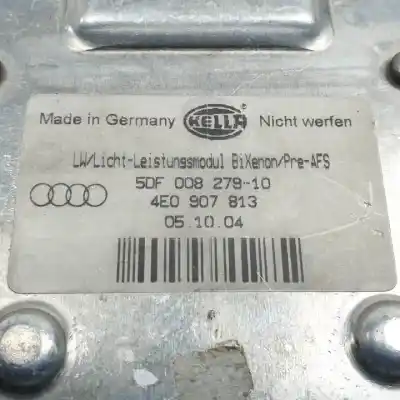 Made in Germany HELLA Nicht werfen
LW/Licht-Leistungsmodul BiXenon/Pre-AFS
5DF 008 279-10
4E0 907 813
05.10.04